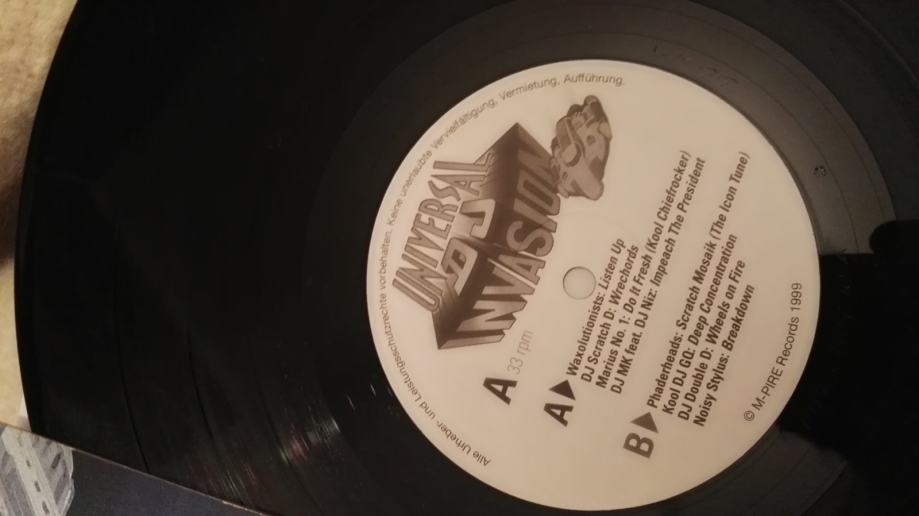 Alle Urheber- und Leistungsschutzrechte vorbehalten. Keine unerlaubte Vervielfältigung, Vermietung, Aufführung.
UNIVERSAL
DJ
INVASION
A 33 rpm
A
Waxolutionists: Listen Up
DJ Scratch D: Wrechords
Marius No. 1: Do It Fresh (Kool Chiefrocker)
DJ MK feat. DJ Niz: Impeach The President
B
Phaderheads: Scratch Mosaik (The Icon Tune)
Kool DJ GQ: Deep Concentration
DJ Double D: Wheels on Fire
Noisy Stylus: Breakdown
© M-PIRE Records 1999